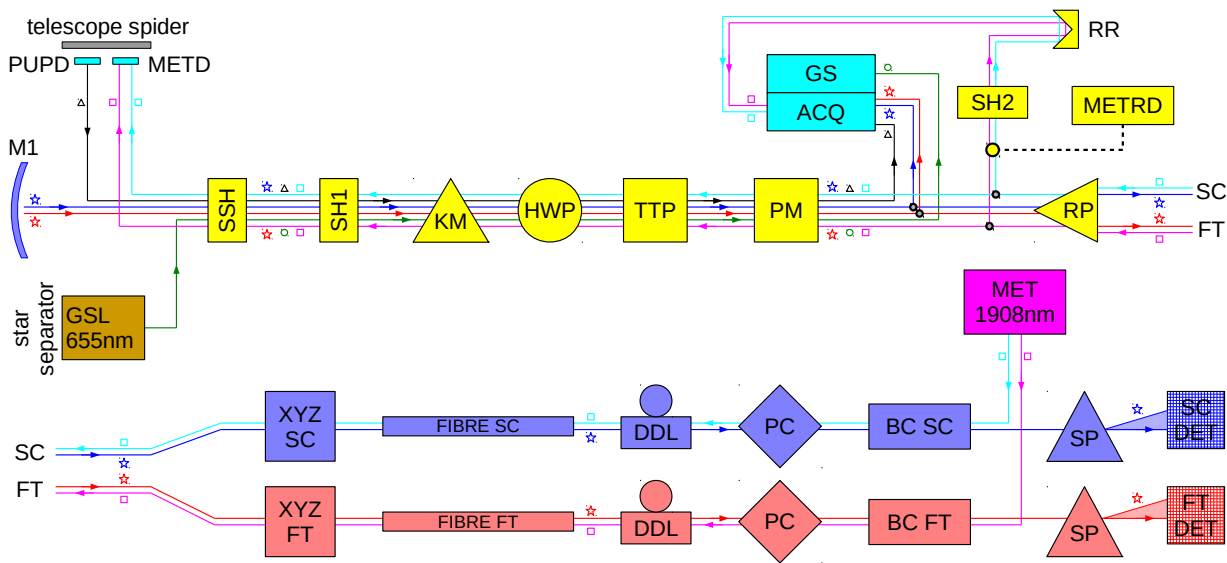 telescope spider
PUPD
METD
RR
GS
ACQ
SH2
METRD
M1
SSH
SH1
KM
HWP
TTP
PM
RP
SC
FT
star
separator
GSL
655nm
MET
1908nm
SC
FT
XYZ
SC
FIBRE SC
DDL
PC
BC SC
SP
SC
DET
XYZ
FT
FIBRE FT
DDL
PC
BC FT
SP
FT
DET